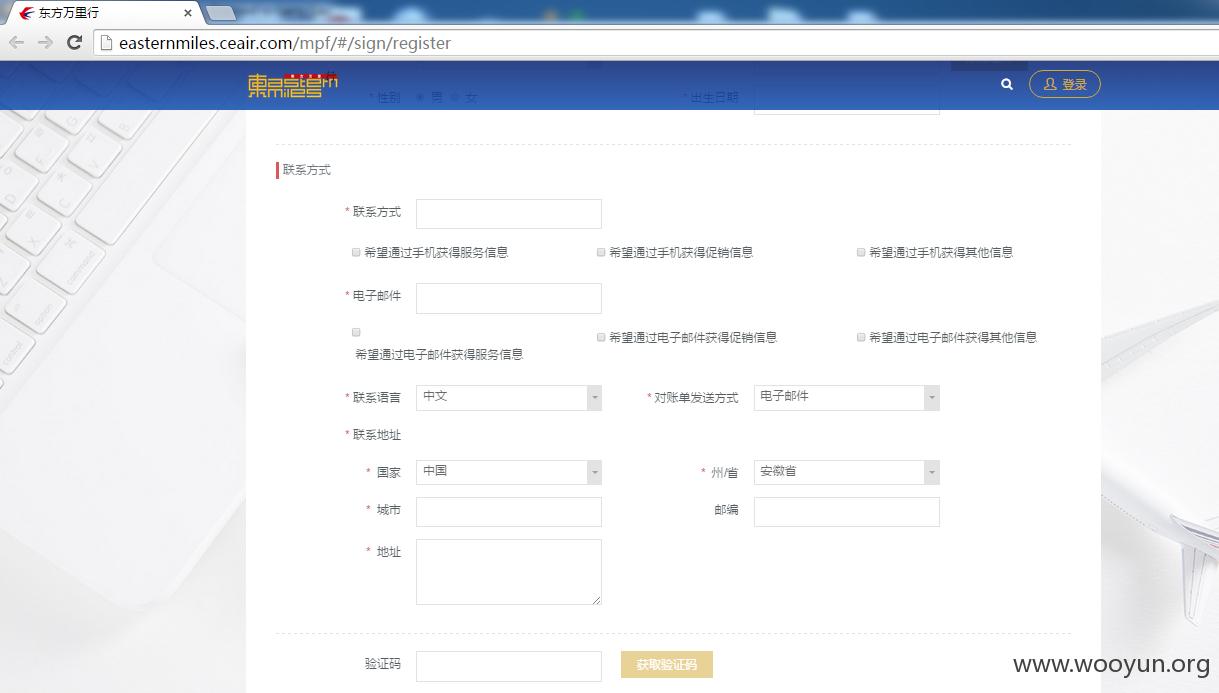 东方万里行
easternmiles.ceair.com/mpf/#/sign/register
東方万里行 EASTERN MILES
登录
* 性别 男 女 * 出生日期
联系方式
* 联系方式
希望通过手机获得服务信息 希望通过手机获得促销信息 希望通过手机获得其他信息
* 电子邮件
希望通过电子邮件获得促销信息 希望通过电子邮件获得其他信息
希望通过电子邮件获得服务信息
* 联系语言 中文 * 对账单发送方式 电子邮件
* 联系地址
* 国家 中国 * 州/省 安徽省
* 城市 邮编
* 地址
验证码 获取验证码
www.wooyun.org